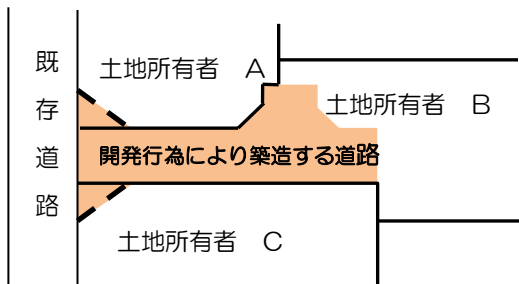 既存道路
土地所有者　A
土地所有者　B
開発行為により築造する道路
土地所有者　C